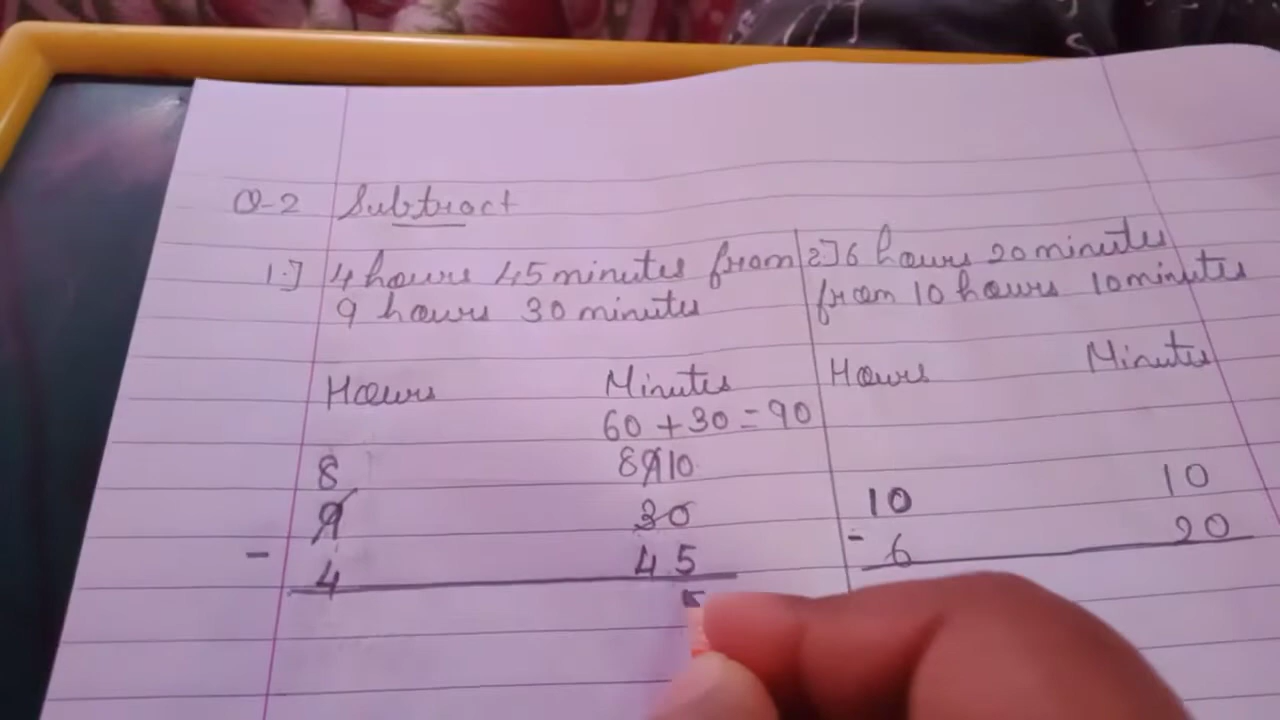 Q-2 Subtract
1.] 4 hours 45 minutes from
9 hours 30 minutes
Hours Minutes
60 + 30 = 90
8 8 9 10
9 30
- 4 45
5
2] 6 hours 20 minutes
from 10 hours 10 minutes
Hours Minutes
10 10
- 6 20